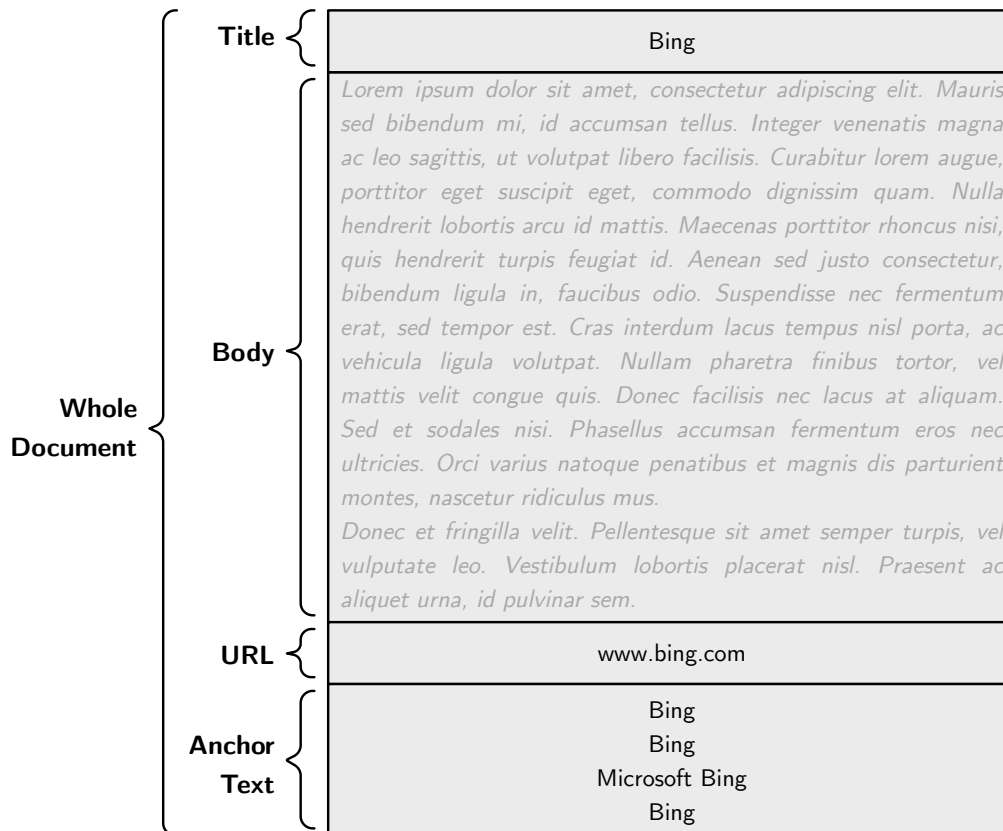 Title
Bing
Lorem ipsum dolor sit amet, consectetur adipiscing elit. Mauris
sed bibendum mi, id accumsan tellus. Integer venenatis magna
ac leo sagittis, ut volutpat libero facilisis. Curabitur lorem augue,
porttitor eget suscipit eget, commodo dignissim quam. Nulla
hendrerit lobortis arcu id mattis. Maecenas porttitor rhoncus nisi,
quis hendrerit turpis feugiat id. Aenean sed justo consectetur,
bibendum ligula in, faucibus odio. Suspendisse nec fermentum
erat, sed tempor est. Cras interdum lacus tempus nisl porta, ac
Body
vehicula ligula volutpat. Nullam pharetra finibus tortor, vel
mattis velit congue quis. Donec facilisis nec lacus at aliquam.
Whole
Document
Sed et sodales nisi. Phasellus accumsan fermentum eros nec
ultricies. Orci varius natoque penatibus et magnis dis parturient
montes, nascetur ridiculus mus.
Donec et fringilla velit. Pellentesque sit amet semper turpis, vel
vulputate leo. Vestibulum lobortis placerat nisl. Praesent ac
aliquet urna, id pulvinar sem.
URL
www.bing.com
Anchor
Text
Bing
Bing
Microsoft Bing
Bing